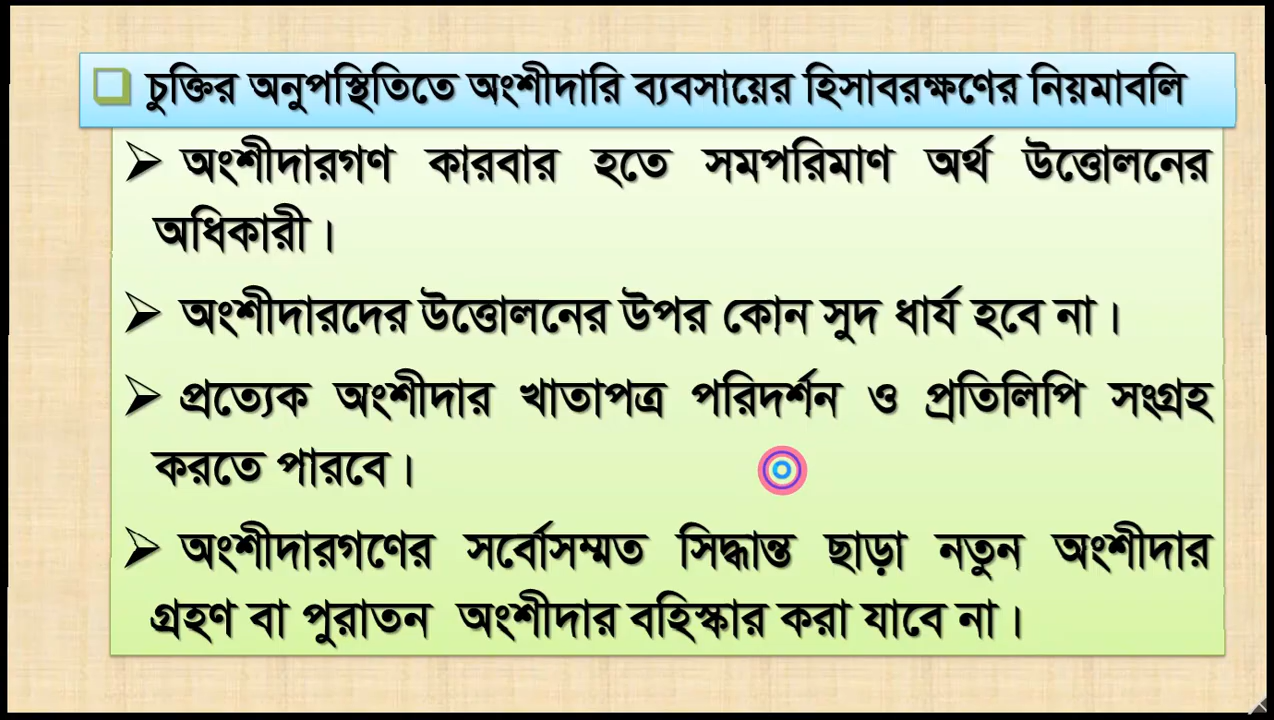 চুক্তির অনুপস্থিতিতে অংশীদারি ব্যবসায়ের হিসাবরক্ষণের নিয়মাবলি
অংশীদারগণ কারবার হতে সমপরিমাণ অর্থ উত্তোলনের
অধিকারী।
অংশীদারদের উত্তোলনের উপর কোন সুদ ধার্য হবে না।
প্রত্যেক অংশীদার খাতাপত্র পরিদর্শন ও প্রতিলিপি সংগ্রহ
করতে পারবে।
অংশীদারগণের সর্বোসম্মত সিদ্ধান্ত ছাড়া নতুন অংশীদার
গ্রহণ বা পুরাতন অংশীদার বহিস্কার করা যাবে না।